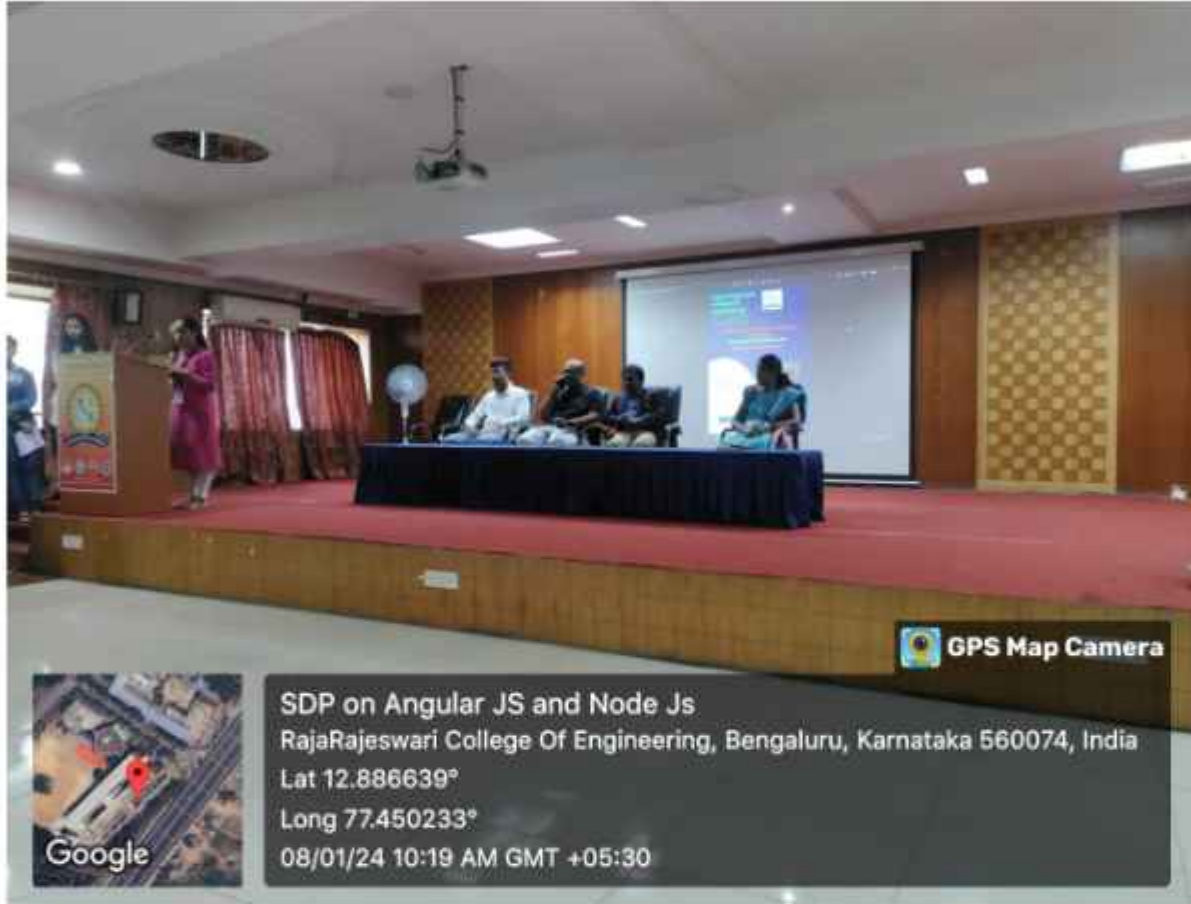 GPS Map Camera
SDP on Angular JS and Node Js
RajaRajeswari College Of Engineering, Bengaluru, Karnataka 560074, India
Lat 12.886639°
Long 77.450233°
08/01/24 10:19 AM GMT +05:30
Google